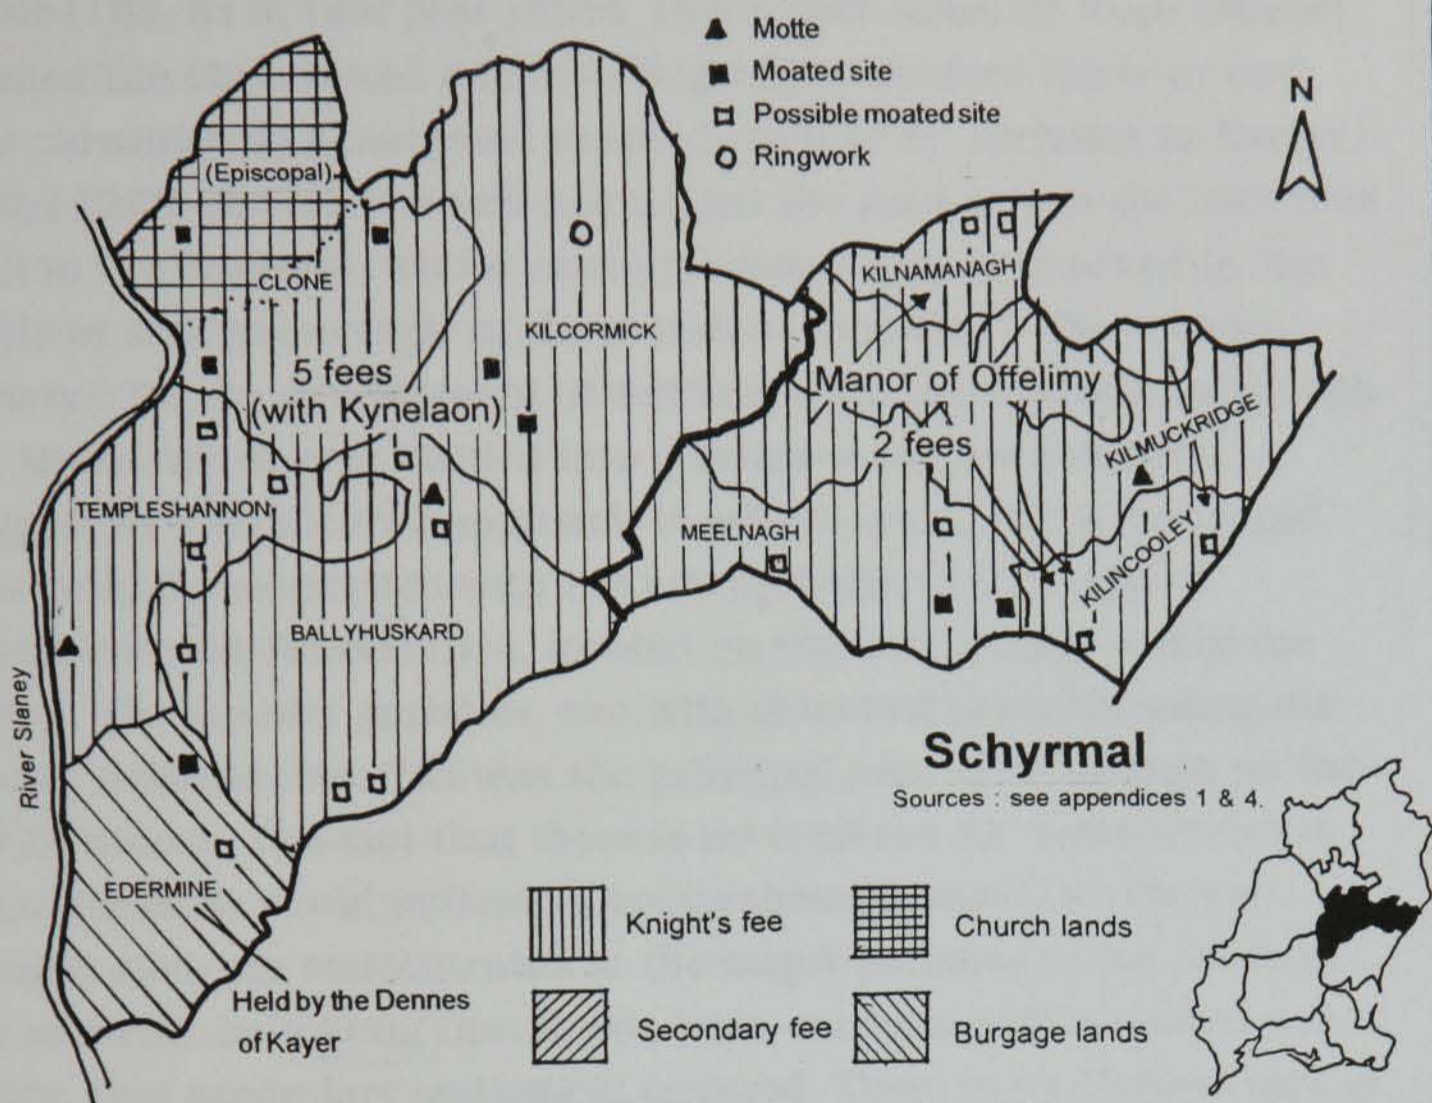 Motte
Moated site
Possible moated site
Ringwork
N
(Episcopal)
CLONE
KILCORMICK
5 fees
(with Kynelaon)
TEMPLESHANNON
BALLYHUSKARD
River Slaney
EDERMINE
Held by the Dennes
of Kayer
KILNAMANAGH
Manor of Offelimy
2 fees
KILMUCKRIDGE
MEELNAGH
KILINCOOLEY
Schyrmal
Sources : see appendices 1 & 4.
Knight's fee
Church lands
Secondary fee
Burgage lands